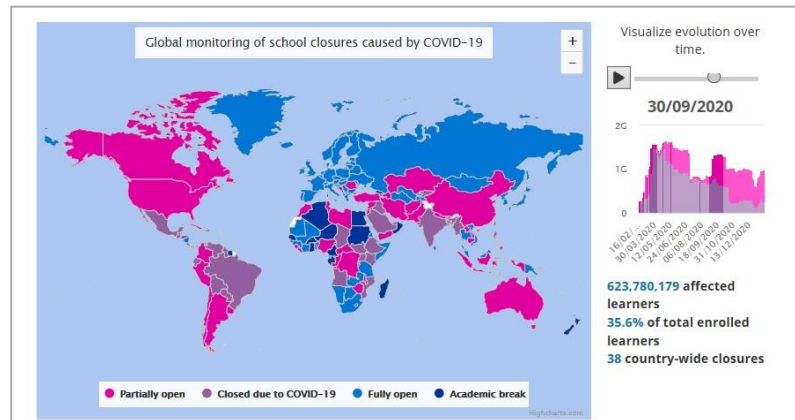 Global monitoring of school closures caused by COVID-19
+
−
Partially open
Closed due to COVID-19
Fully open
Academic break
Highcharts.com
Visualize evolution over
time.
30/09/2020
2G
1G
0
16/02/...
30/03/2020
12/05/2020
24/06/2020
06/08/2020
18/09/2020
31/10/2020
13/12/2020
623,780,179 affected
learners
35.6% of total enrolled
learners
38 country-wide closures